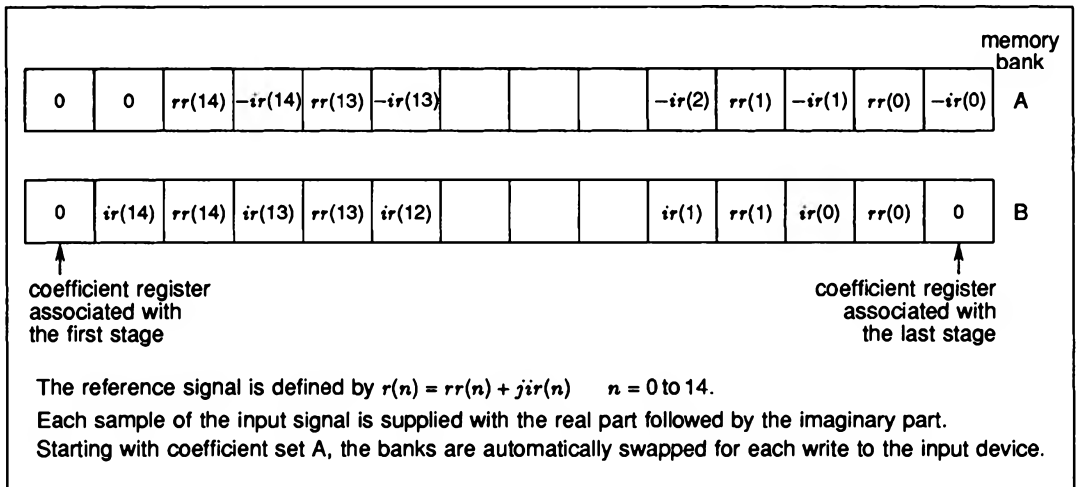 memory
bank
0 0 rr(14) −ir(14) rr(13) −ir(13) −ir(2) rr(1) −ir(1) rr(0) −ir(0) A
0 ir(14) rr(14) ir(13) rr(13) ir(12) ir(1) rr(1) ir(0) rr(0) 0 B
coefficient register
associated with
the first stage
coefficient register
associated with
the last stage
The reference signal is defined by r(n) = rr(n) + jir(n) n = 0 to 14.
Each sample of the input signal is supplied with the real part followed by the imaginary part.
Starting with coefficient set A, the banks are automatically swapped for each write to the input device.